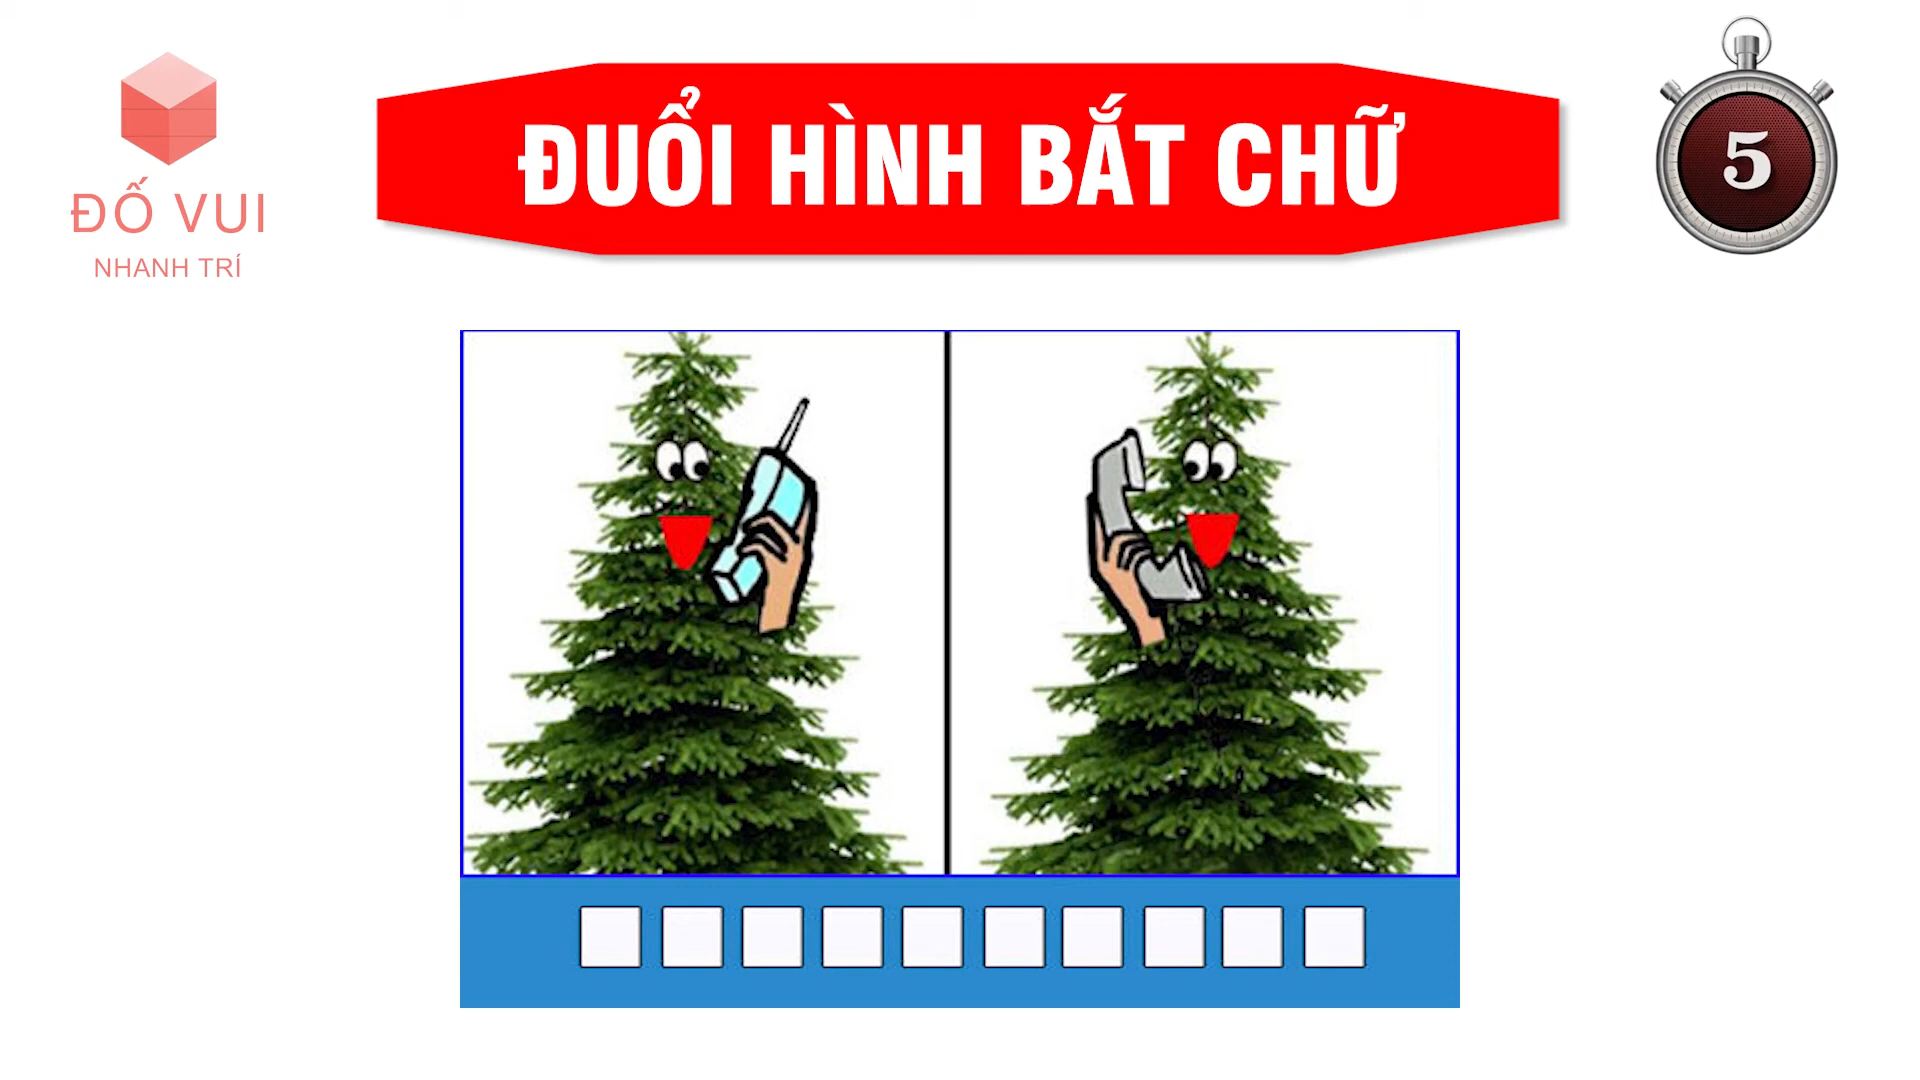 ĐUỔI HÌNH BẮT CHỮ
5
ĐỐ VUI
NHANH TRÍ